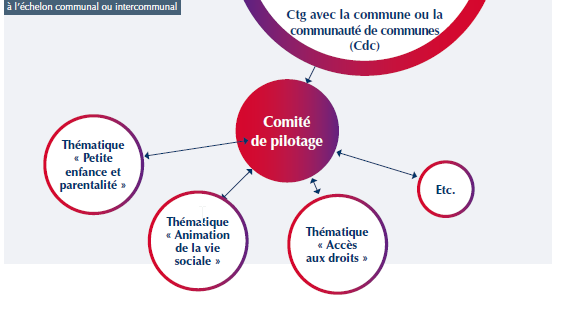 à l'échelon communal ou intercommunal
Ctg avec la commune ou la
communauté de communes
(Cdc)
Comité
de pilotage
Thématique
« Petite
enfance et
parentalité »
Thématique
« Animation
de la vie
sociale »
Thématique
« Accès
aux droits »
Etc.